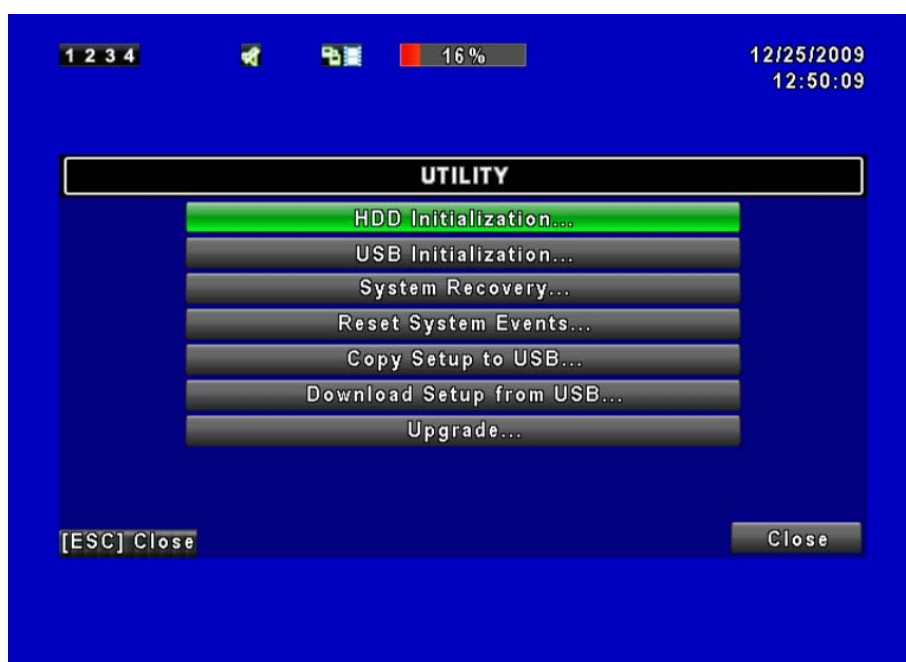 1 2 3 4
16%
12/25/2009
12:50:09
UTILITY
HDD Initialization...
USB Initialization...
System Recovery...
Reset System Events...
Copy Setup to USB...
Download Setup from USB...
Upgrade...
[ESC] Close
Close